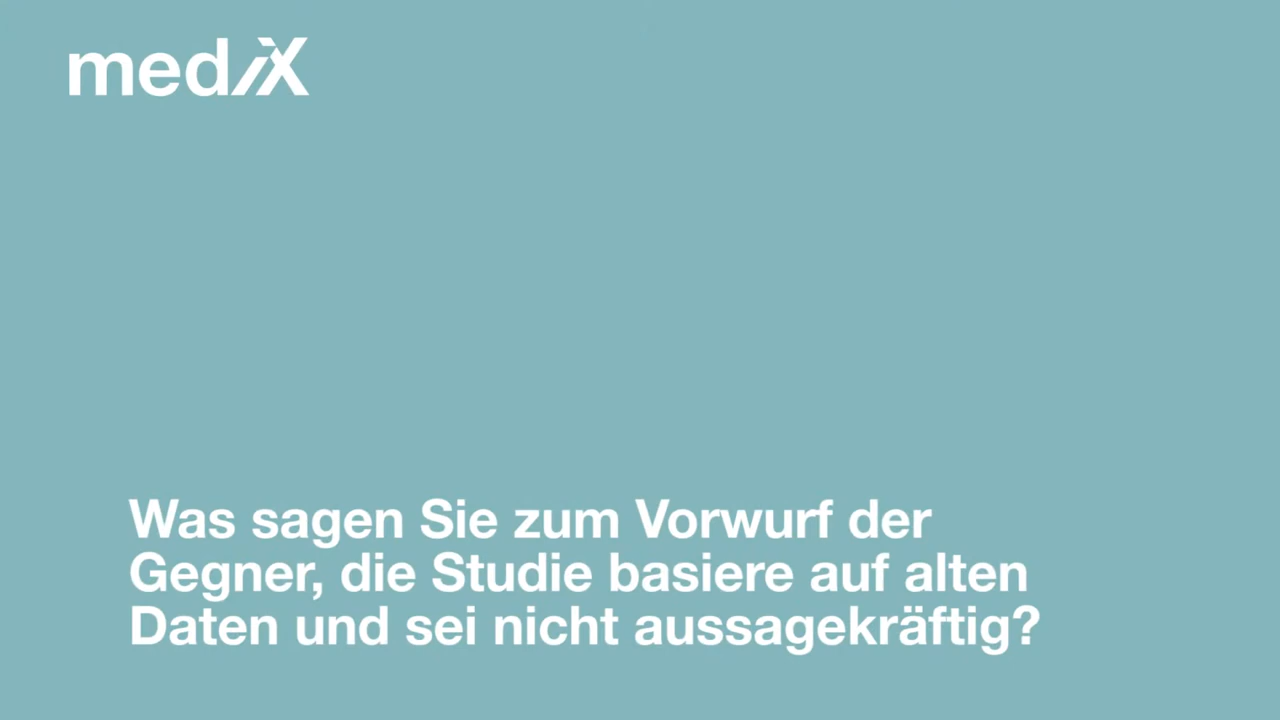 mediX
Was sagen Sie zum Vorwurf der
Gegner, die Studie basiere auf alten
Daten und sei nicht aussagekräftig?